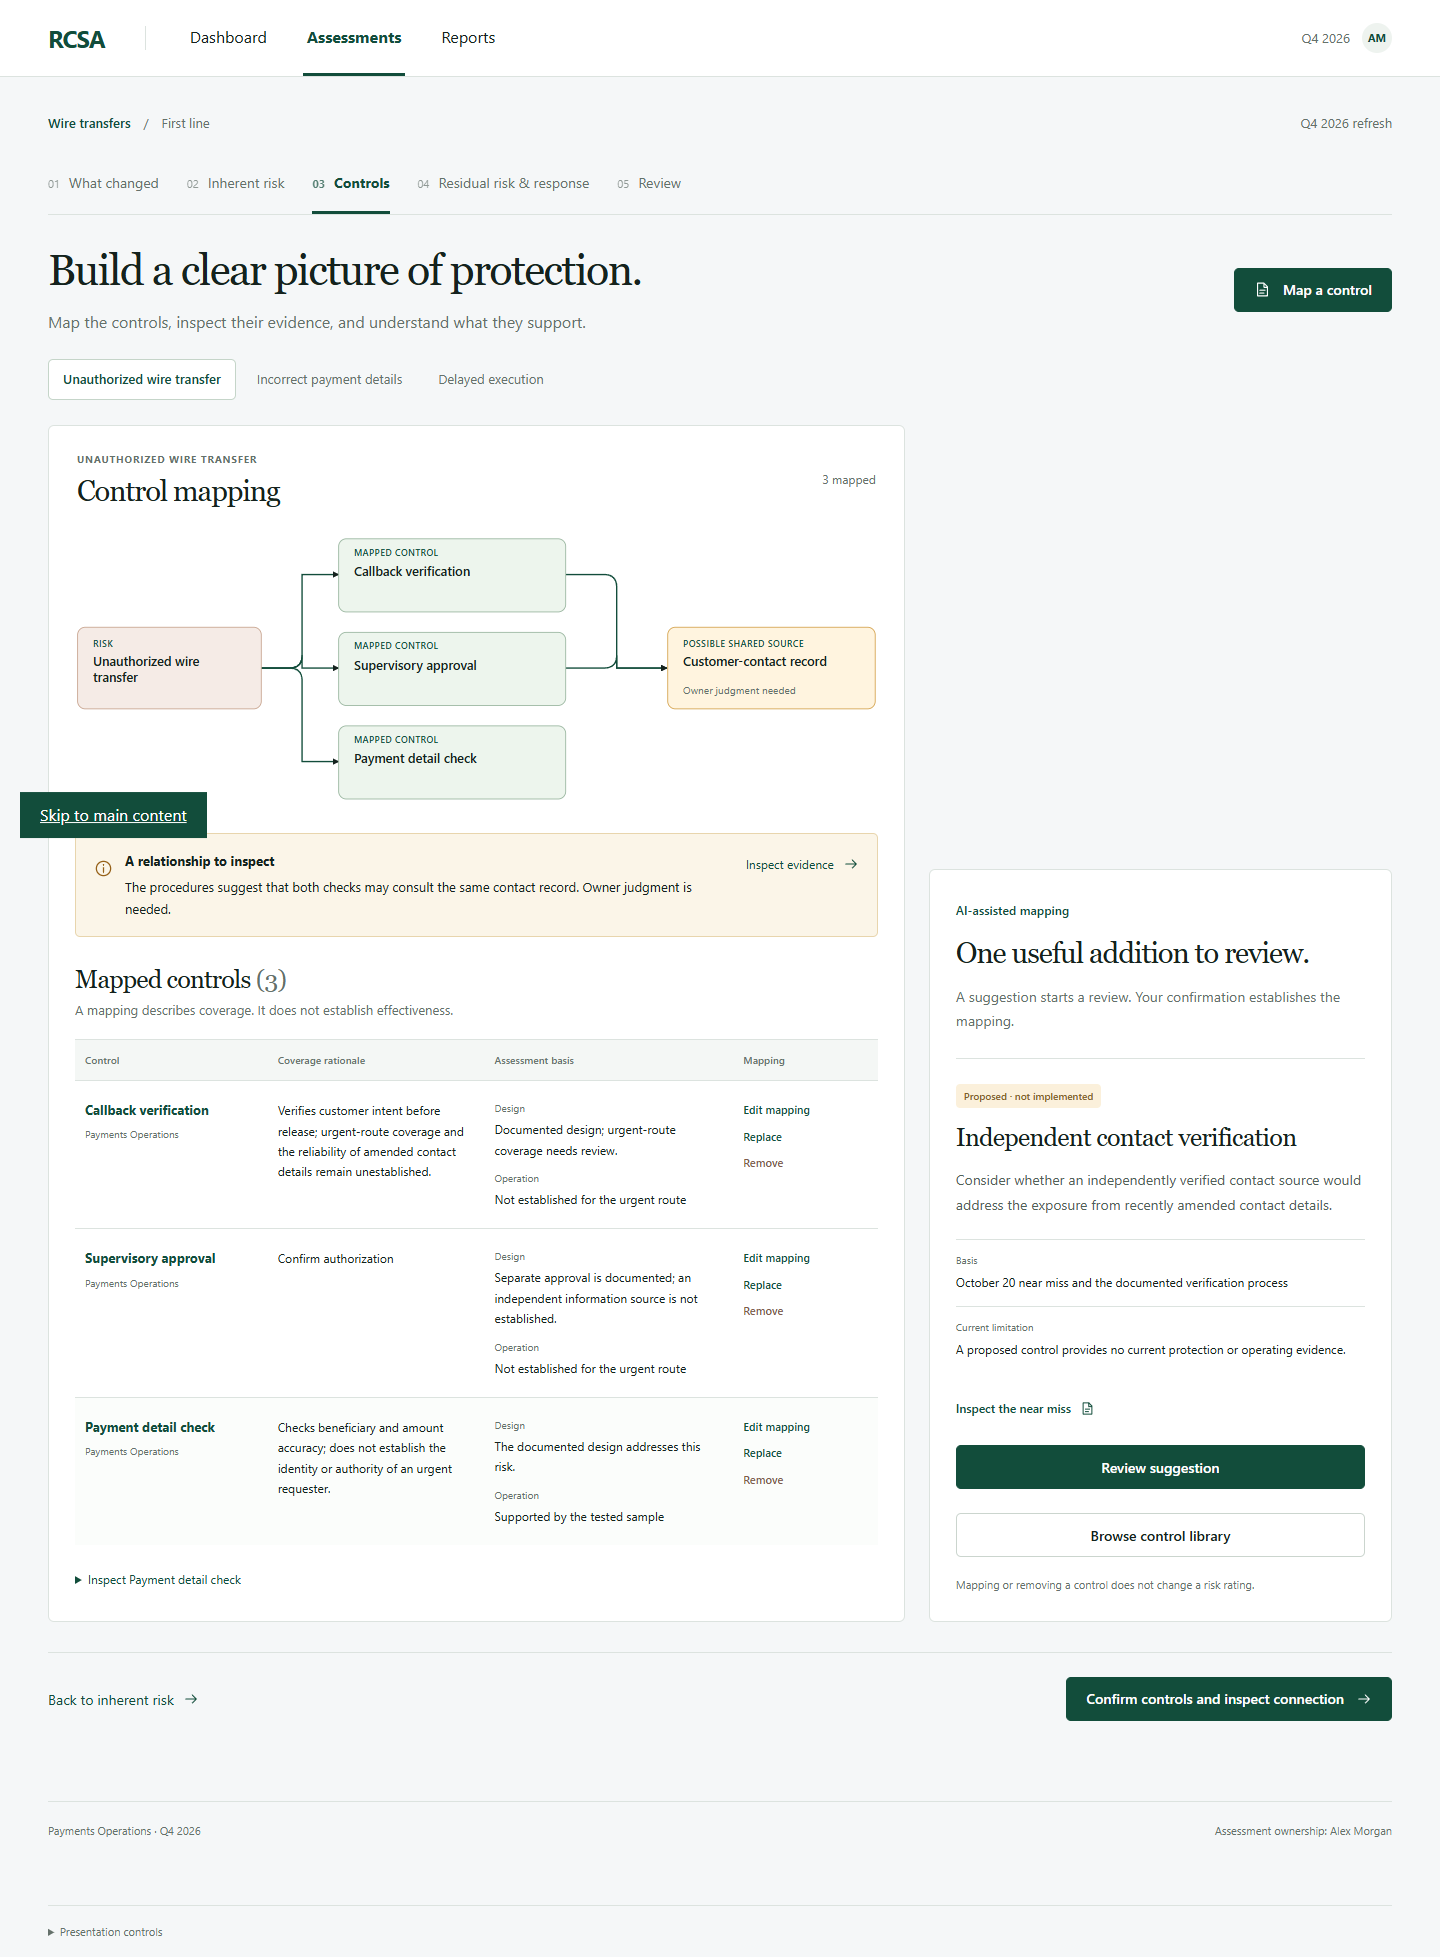 RCSA
Dashboard
Assessments
Reports
Q4 2026
AM
Wire transfers / First line
Q4 2026 refresh
01 What changed
02 Inherent risk
03 Controls
04 Residual risk & response
05 Review
Build a clear picture of protection.
Map the controls, inspect their evidence, and understand what they support.
Map a control
Unauthorized wire transfer
Incorrect payment details
Delayed execution
UNAUTHORIZED WIRE TRANSFER
Control mapping
3 mapped
RISK
Unauthorized wire
transfer
MAPPED CONTROL
Callback verification
MAPPED CONTROL
Supervisory approval
MAPPED CONTROL
Payment detail check
POSSIBLE SHARED SOURCE
Customer-contact record
Owner judgment needed
Skip to main content
A relationship to inspect
The procedures suggest that both checks may consult the same contact record. Owner judgment is
needed.
Inspect evidence
Mapped controls (3)
A mapping describes coverage. It does not establish effectiveness.
Control
Coverage rationale
Assessment basis
Mapping
Callback verification
Payments Operations
Verifies customer intent before
release; urgent-route coverage and
the reliability of amended contact
details remain unestablished.
Design
Documented design; urgent-route
coverage needs review.
Operation
Not established for the urgent route
Edit mapping
Replace
Remove
Supervisory approval
Payments Operations
Confirm authorization
Design
Separate approval is documented; an
independent information source is not
established.
Operation
Not established for the urgent route
Edit mapping
Replace
Remove
Payment detail check
Payments Operations
Checks beneficiary and amount
accuracy; does not establish the
identity or authority of an urgent
requester.
Design
The documented design addresses this
risk.
Operation
Supported by the tested sample
Edit mapping
Replace
Remove
Inspect Payment detail check
AI-assisted mapping
One useful addition to review.
A suggestion starts a review. Your confirmation establishes the
mapping.
Proposed · not implemented
Independent contact verification
Consider whether an independently verified contact source would
address the exposure from recently amended contact details.
Basis
October 20 near miss and the documented verification process
Current limitation
A proposed control provides no current protection or operating evidence.
Inspect the near miss
Review suggestion
Browse control library
Mapping or removing a control does not change a risk rating.
Back to inherent risk
Confirm controls and inspect connection
Payments Operations · Q4 2026
Assessment ownership: Alex Morgan
Presentation controls